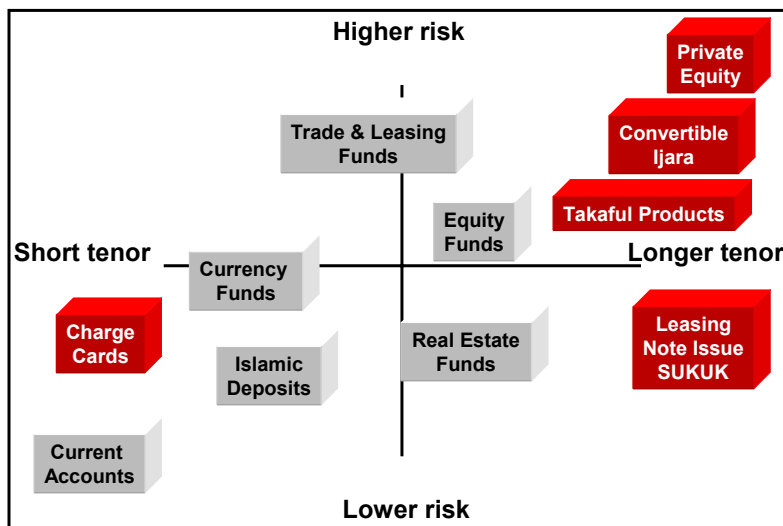 Higher risk
Private
Equity
Trade & Leasing
Funds
Convertible
Ijara
Takaful Products
Equity
Funds
Short tenor
Longer tenor
Currency
Funds
Charge
Cards
Islamic
Deposits
Real Estate
Funds
Leasing
Note Issue
SUKUK
Current
Accounts
Lower risk